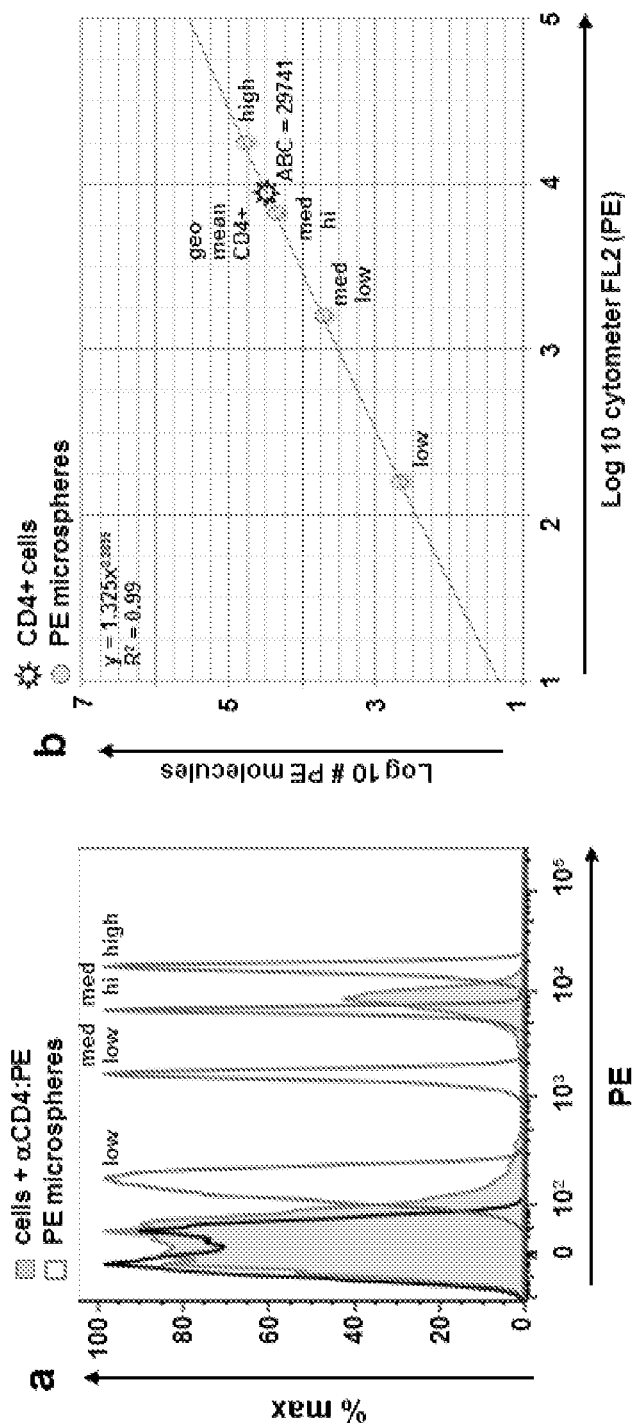 a
cells + αCD4:PE
PE microspheres
low
med
low
med
hi
high
100
80
60
40
20
0
% max
0
10²
10³
10⁴
10⁵
PE
b
CD4+ cells
PE microspheres
R² = 0.99
geo
mean
CD4+
high
ABC = 29741
med
hi
med
low
low
7
5
3
1
Log 10 # PE molecules
1
2
3
4
5
Log 10 cytometer FL2 (PE)